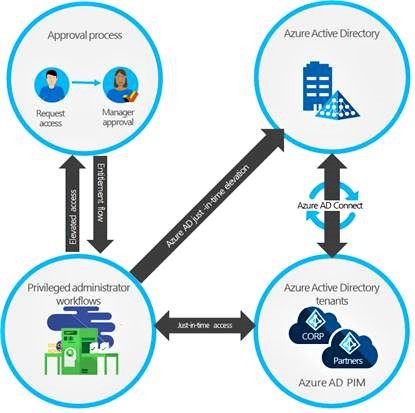 Approval process
Request
access
Manager
approval
Azure Active Directory
Elevated access
Entitlement flow
Azure AD just -in-time elevation
Azure AD Connect
Privileged administrator
workflows
Just-in-time access
Azure Active Directory
tenants
CORP
Partners
Azure AD PIM